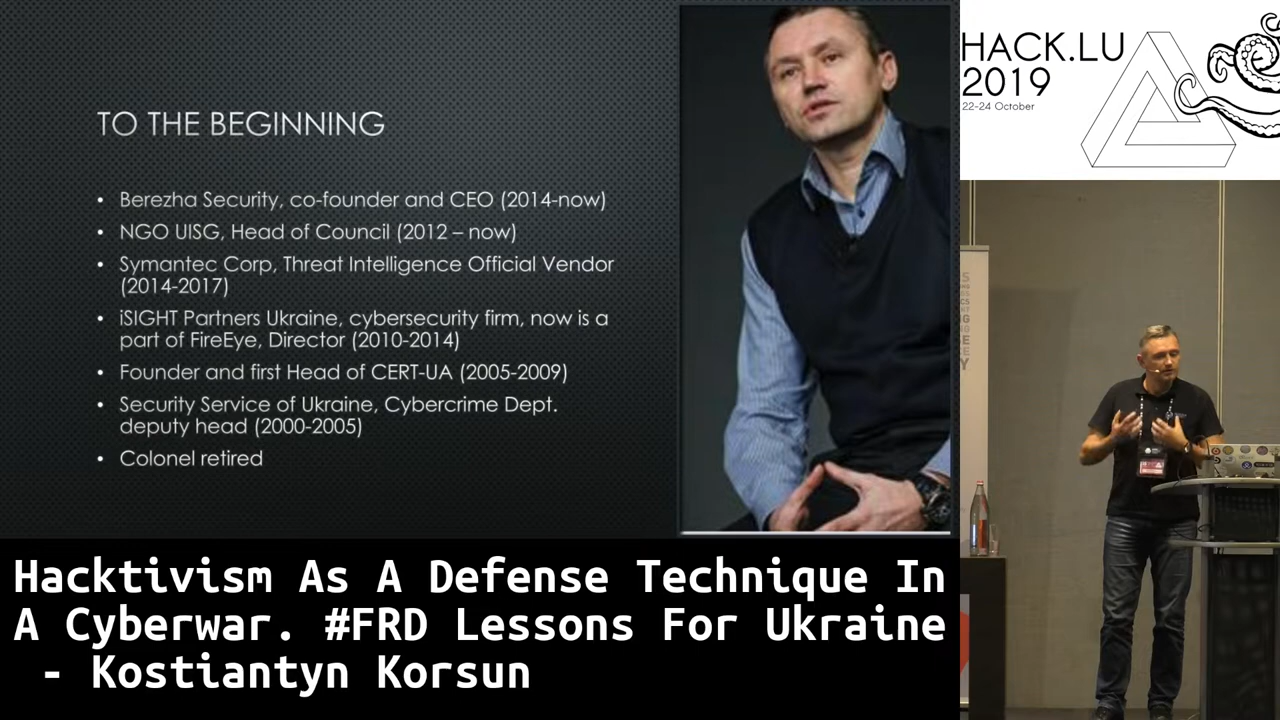 TO THE BEGINNING
• Berezha Security, co-founder and CEO (2014-now)
• NGO UISG, Head of Council (2012 – now)
• Symantec Corp, Threat Intelligence Official Vendor
(2014-2017)
• iSIGHT Partners Ukraine, cybersecurity firm, now is a
part of FireEye, Director (2010-2014)
• Founder and first Head of CERT-UA (2005-2009)
• Security Service of Ukraine, Cybercrime Dept.
deputy head (2000-2005)
• Colonel retired
HACK.LU
2019
22-24 October
Hacktivism As A Defense Technique In
A Cyberwar. #FRD Lessons For Ukraine
- Kostiantyn Korsun